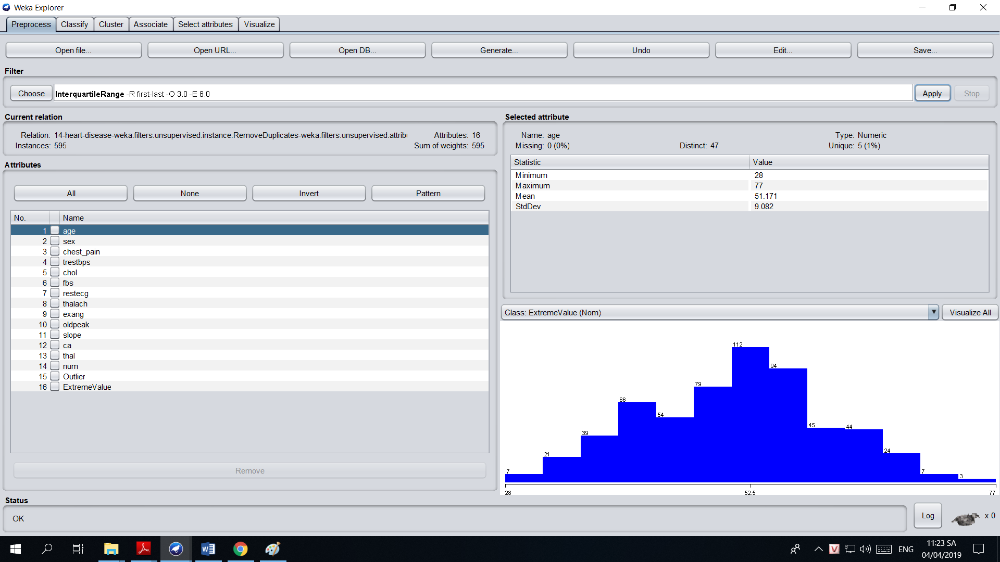 Weka Explorer
Preprocess Classify Cluster Associate Select attributes Visualize
Open file... Open URL... Open DB... Generate... Undo Edit... Save...
Filter
Choose InterquartileRange -R first-last -O 3.0 -E 6.0 Apply Stop
Current relation
Relation: 14-heart-disease-weka.filters.unsupervised.instance.RemoveDuplicates-weka.filters.unsupervised.attribu Attributes: 16
Instances: 595 Sum of weights: 595
Attributes
All None Invert Pattern
No. Name
1 age
2 sex
3 chest_pain
4 trestbps
5 chol
6 fbs
7 restecg
8 thalach
9 exang
10 oldpeak
11 slope
12 ca
13 thal
14 num
15 Outlier
16 ExtremeValue
Remove
Selected attribute
Name: age Type: Numeric
Missing: 0 (0%) Distinct: 47 Unique: 5 (1%)
Statistic Value
Minimum 28
Maximum 77
Mean 51.171
StdDev 9.082
Class: ExtremeValue (Nom) Visualize All
7 21 39 66 54 79 112 94 45 44 24 7 3
28 52.5 77
Status
OK
Log x 0
ENG
11:23 SA
04/04/2019